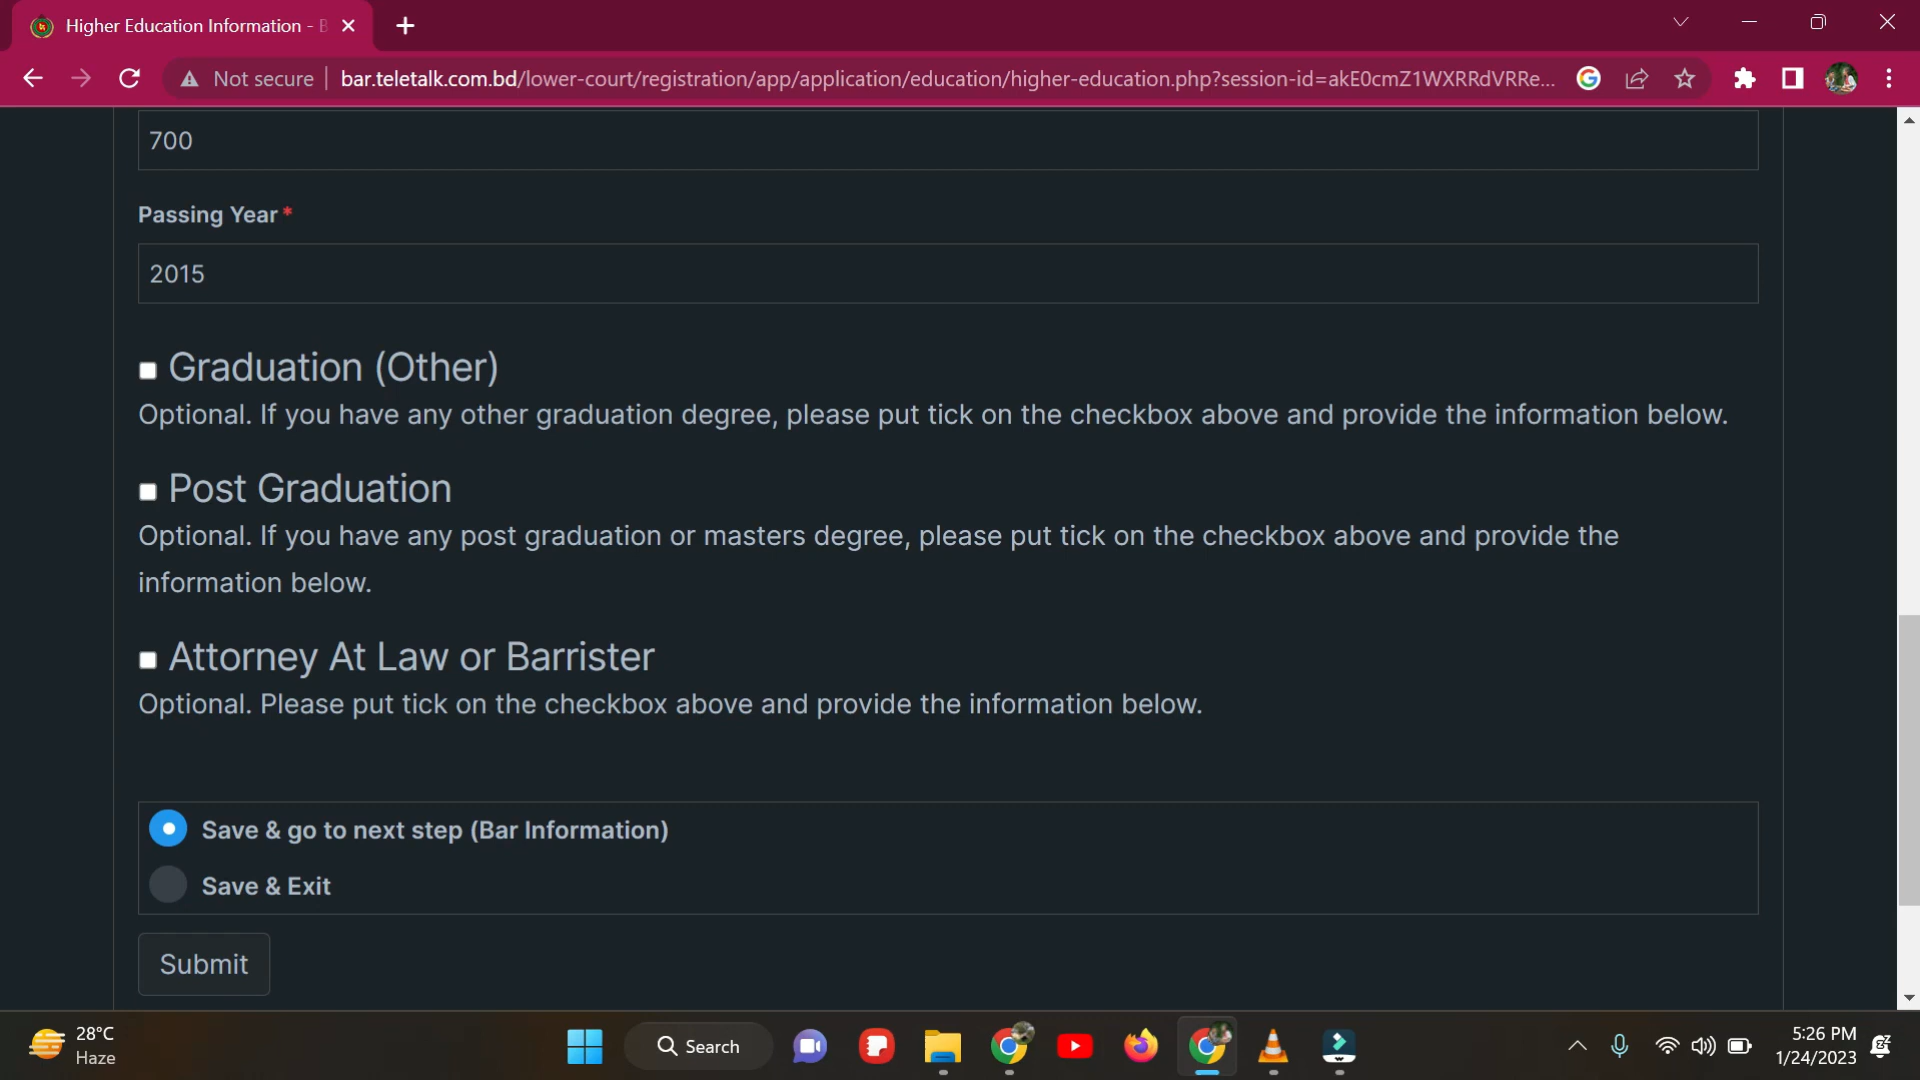 Higher Education Information - B
Not secure
bar.teletalk.com.bd/lower-court/registration/app/application/education/higher-education.php?session-id=akE0cmZ1WXRRdVRRe...
700
Passing Year *
2015
Graduation (Other)
Optional. If you have any other graduation degree, please put tick on the checkbox above and provide the information below.
Post Graduation
Optional. If you have any post graduation or masters degree, please put tick on the checkbox above and provide the
information below.
Attorney At Law or Barrister
Optional. Please put tick on the checkbox above and provide the information below.
Save & go to next step (Bar Information)
Save & Exit
Submit
28°C
Haze
Search
5:26 PM
1/24/2023